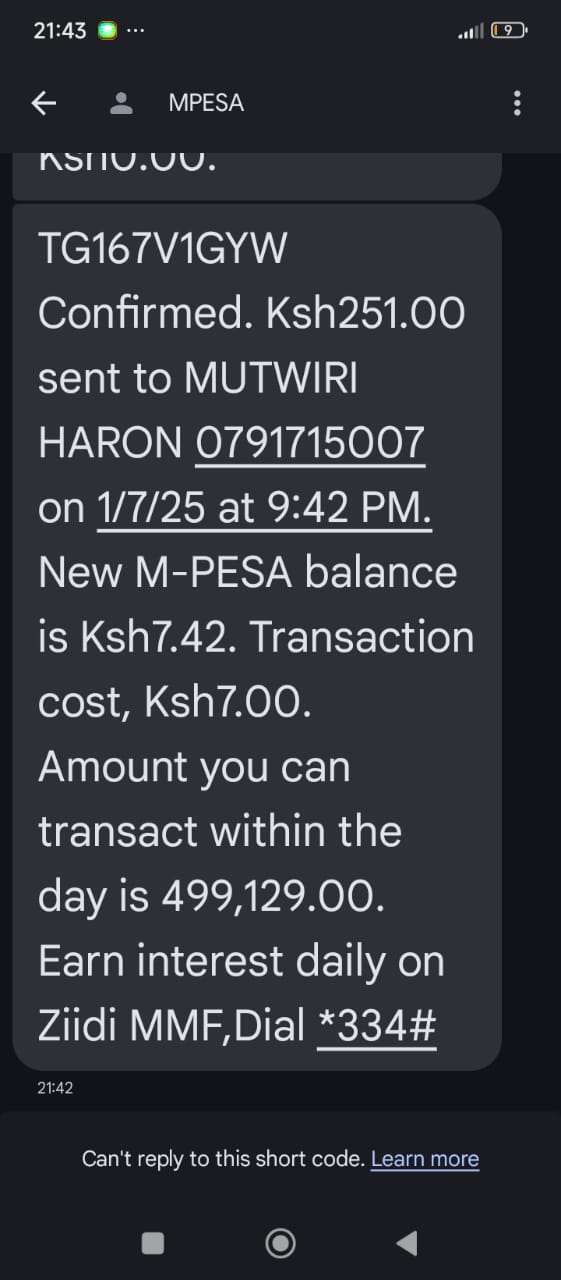 21:43 ...
9
MPESA
Ksh0.00.
TG167V1GYW
Confirmed. Ksh251.00
sent to MUTWIRI
HARON 0791715007
on 1/7/25 at 9:42 PM.
New M-PESA balance
is Ksh7.42. Transaction
cost, Ksh7.00.
Amount you can
transact within the
day is 499,129.00.
Earn interest daily on
Ziidi MMF,Dial *334#
21:42
Can't reply to this short code. Learn more